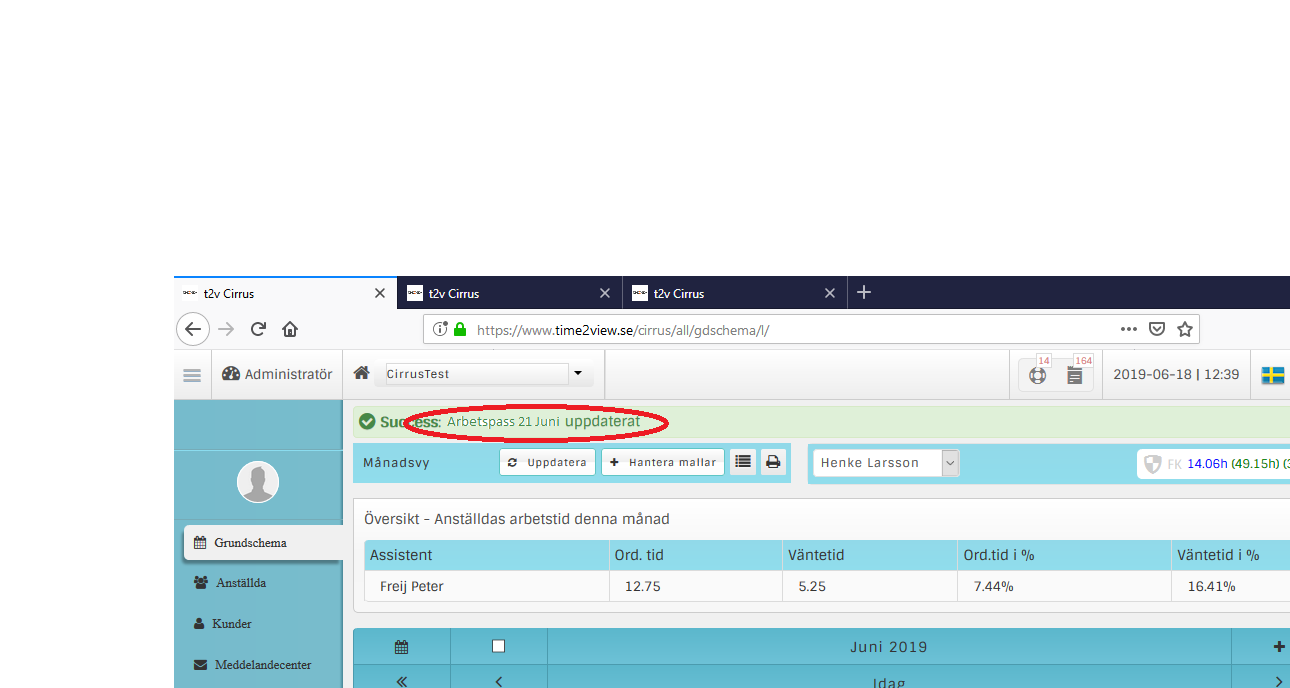 t2v Cirrus
t2v Cirrus
t2v Cirrus
https://www.time2view.se/cirrus/all/gdschema/l/
Administratör
CirrusTest
14
164
2019-06-18 | 12:39
Success: Arbetspass 21 Juni uppdaterat
Månadsvy
Uppdatera
Hantera mallar
Henke Larsson
FK 14.06h (49.15h) (3
Översikt - Anställdas arbetstid denna månad
Assistent Ord. tid Väntetid Ord.tid i % Väntetid i %
Freij Peter 12.75 5.25 7.44% 16.41%
Grundschema
Anställda
Kunder
Meddelandecenter
Juni 2019
Idag